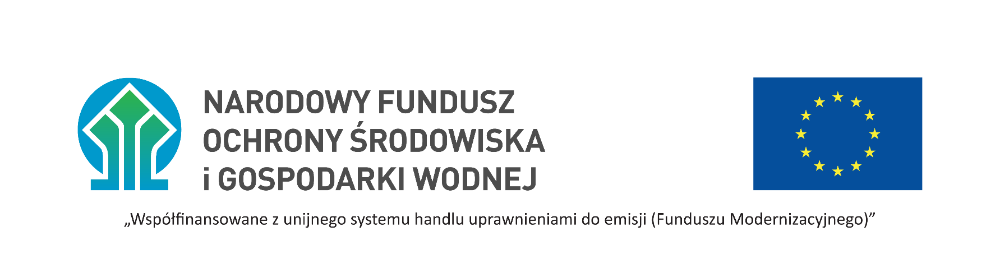 NARODOWY FUNDUSZ
OCHRONY ŚRODOWISKA
i GOSPODARKI WODNEJ
„Współfinansowane z unijnego systemu handlu uprawnieniami do emisji (Funduszu Modernizacyjnego)”